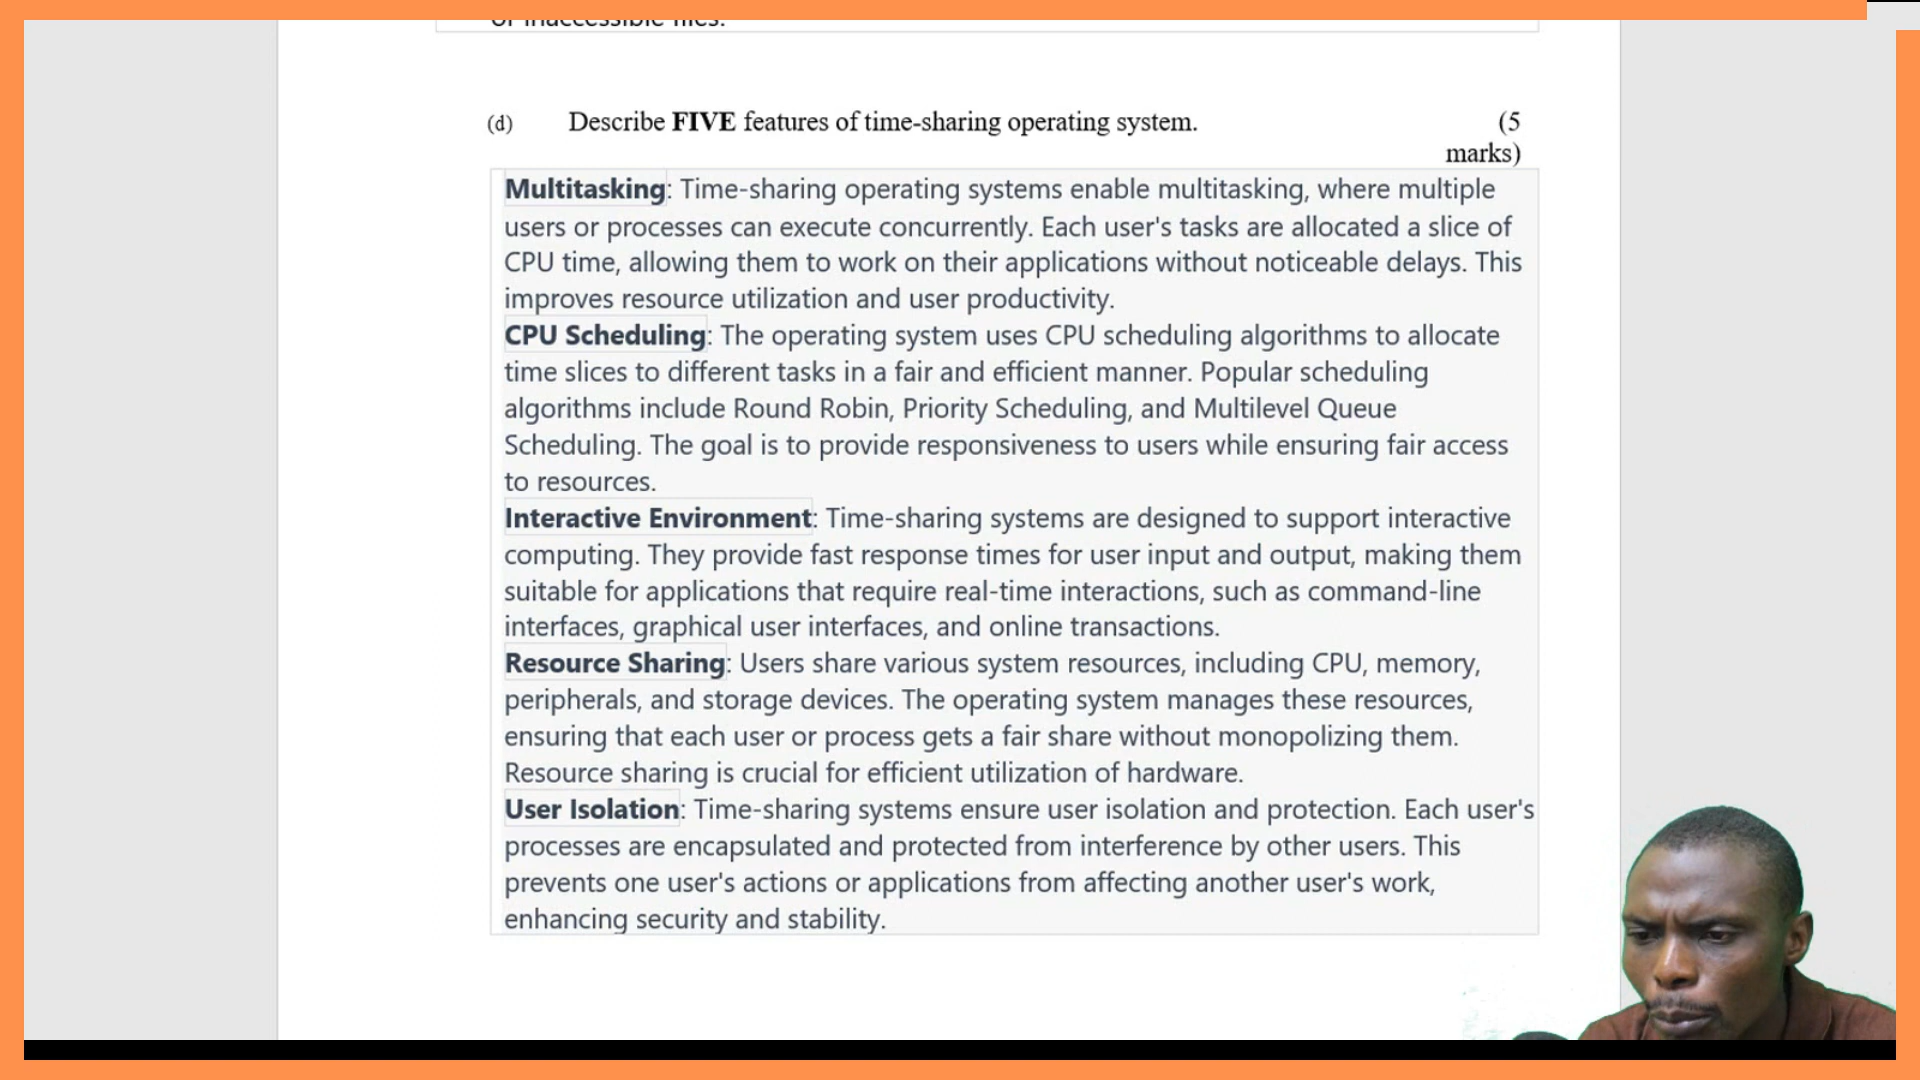 or inaccessible files.
(d) Describe FIVE features of time-sharing operating system. (5
marks)
Multitasking: Time-sharing operating systems enable multitasking, where multiple
users or processes can execute concurrently. Each user's tasks are allocated a slice of
CPU time, allowing them to work on their applications without noticeable delays. This
improves resource utilization and user productivity.
CPU Scheduling: The operating system uses CPU scheduling algorithms to allocate
time slices to different tasks in a fair and efficient manner. Popular scheduling
algorithms include Round Robin, Priority Scheduling, and Multilevel Queue
Scheduling. The goal is to provide responsiveness to users while ensuring fair access
to resources.
Interactive Environment: Time-sharing systems are designed to support interactive
computing. They provide fast response times for user input and output, making them
suitable for applications that require real-time interactions, such as command-line
interfaces, graphical user interfaces, and online transactions.
Resource Sharing: Users share various system resources, including CPU, memory,
peripherals, and storage devices. The operating system manages these resources,
ensuring that each user or process gets a fair share without monopolizing them.
Resource sharing is crucial for efficient utilization of hardware.
User Isolation: Time-sharing systems ensure user isolation and protection. Each user's
processes are encapsulated and protected from interference by other users. This
prevents one user's actions or applications from affecting another user's work,
enhancing security and stability.